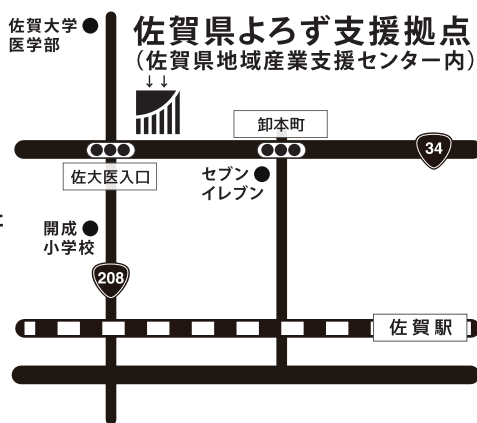 佐賀大学
医学部
佐賀県よろず支援拠点
(佐賀県地域産業支援センター内)
↓↓
卸本町
34
佐大医入口
セブン
イレブン
開成
小学校
208
佐賀駅